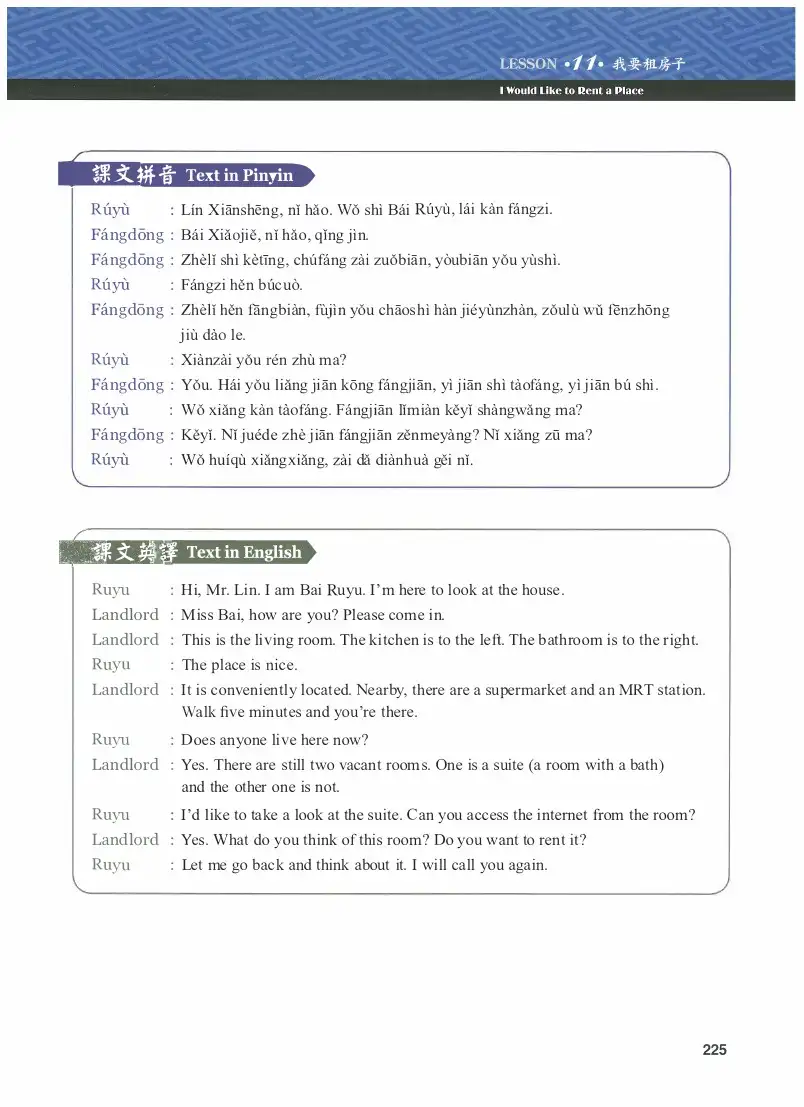 LESSON •11• 我要租房子
I Would Like to Rent a Place
課文拼音 Text in Pinyin
Rúyù : Lín Xiānshēng, nǐ hǎo. Wǒ shì Bái Rúyù, lái kàn fángzi.
Fángdōng : Bái Xiǎojiě, nǐ hǎo, qǐng jìn.
Fángdōng : Zhèlǐ shì kètīng, chúfáng zài zuǒbiān, yòubiān yǒu yùshì.
Rúyù : Fángzi hěn búcuò.
Fángdōng : Zhèlǐ hěn fāngbiàn, fùjìn yǒu chāoshì hàn jiéyùnzhàn, zǒulù wǔ fēnzhōng
jiù dào le.
Rúyù : Xiànzài yǒu rén zhù ma?
Fángdōng : Yǒu. Hái yǒu liǎng jiān kōng fángjiān, yì jiān shì tàofáng, yì jiān bú shì.
Rúyù : Wǒ xiǎng kàn tàofáng. Fángjiān lǐmiàn kěyǐ shàngwǎng ma?
Fángdōng : Kěyǐ. Nǐ juéde zhè jiān fángjiān zěnmeyàng? Nǐ xiǎng zū ma?
Rúyù : Wǒ huíqù xiǎngxiǎng, zài dǎ diànhuà gěi nǐ.
課文英譯 Text in English
Ruyu : Hi, Mr. Lin. I am Bai Ruyu. I'm here to look at the house.
Landlord : Miss Bai, how are you? Please come in.
Landlord : This is the living room. The kitchen is to the left. The bathroom is to the right.
Ruyu : The place is nice.
Landlord : It is conveniently located. Nearby, there are a supermarket and an MRT station.
Walk five minutes and you're there.
Ruyu : Does anyone live here now?
Landlord : Yes. There are still two vacant rooms. One is a suite (a room with a bath)
and the other one is not.
Ruyu : I'd like to take a look at the suite. Can you access the internet from the room?
Landlord : Yes. What do you think of this room? Do you want to rent it?
Ruyu : Let me go back and think about it. I will call you again.
225